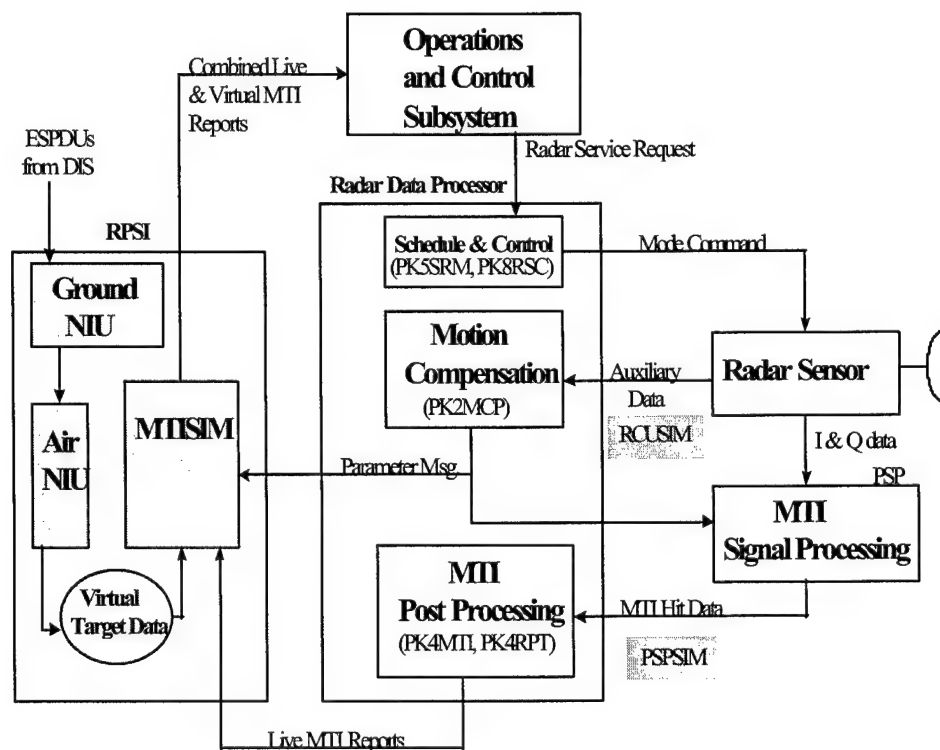 Operations
and Control
Subsystem
Combined Live
& Virtual MTI
Reports
ESPDUs
from DIS
Radar Service Request
Radar Data Processor
RPSI
Schedule & Control
(PK5SRM, PK8RSC)
Mode Command
Ground
NIU
Motion
Compensation
(PK2MCP)
Auxiliary
Data
Radar Sensor
RCUSIM
MTISIM
Air
NIU
I & Q data
PSP
Parameter Msg
MTI
Signal Processing
MTI
Post Processing
(PK4MTI, PK4RPT)
MTI Hit Data
Virtual
Target Data
PSPSIM
Live MTI Reports